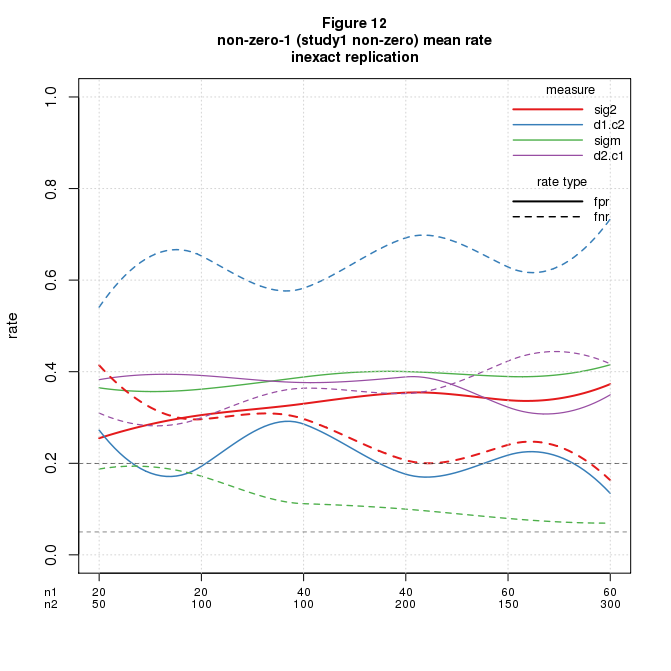 Figure 12
non-zero-1 (study1 non-zero) mean rate
inexact replication
measure
sig2
d1.c2
sigm
d2.c1
rate type
fpr
fnr
rate
1.0
0.8
0.6
0.4
0.2
0.0
n1 20 20 40 40 60 60
n2 50 100 100 200 150 300